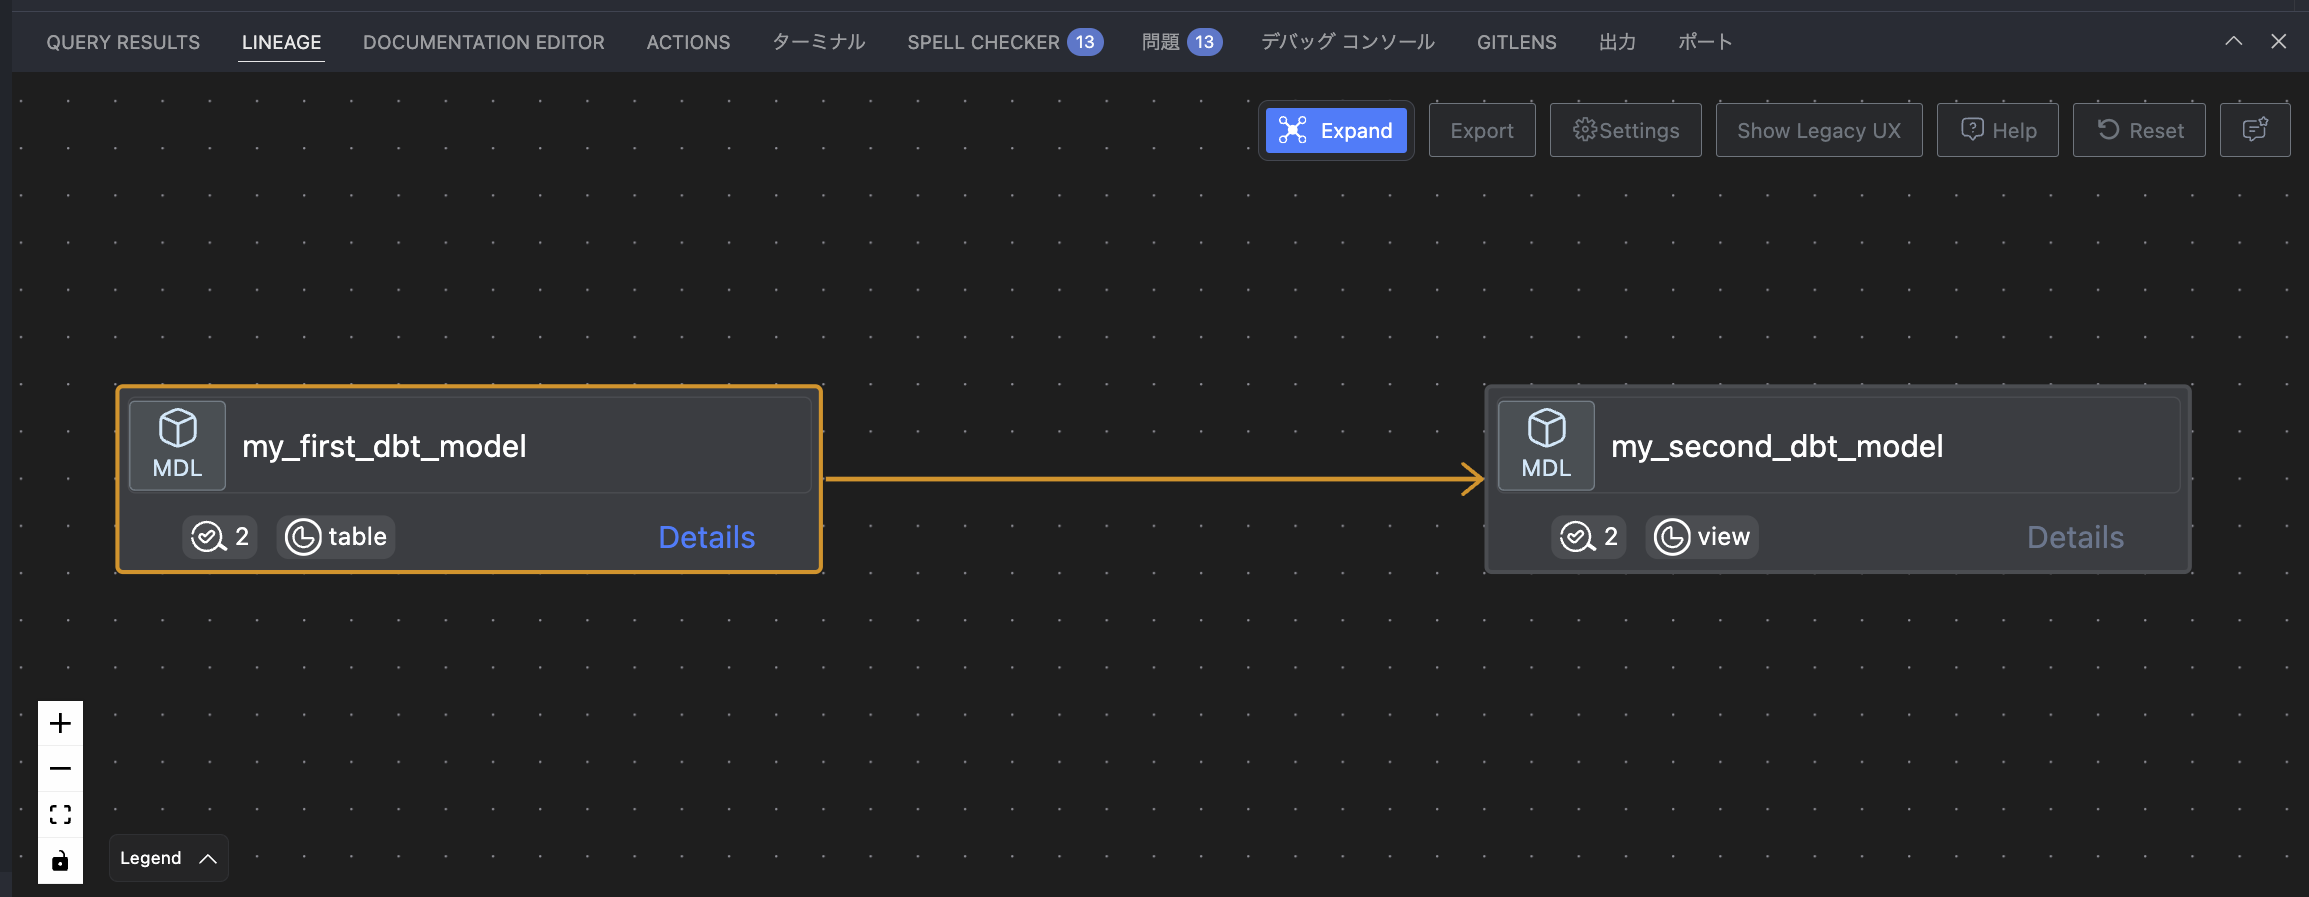 QUERY RESULTS LINEAGE DOCUMENTATION EDITOR ACTIONS ターミナル SPELL CHECKER 13 問題 13 デバッグ コンソール GITLENS 出力 ポート
Expand Export Settings Show Legacy UX Help Reset
MDL my_first_dbt_model
2 table Details
MDL my_second_dbt_model
2 view Details
Legend